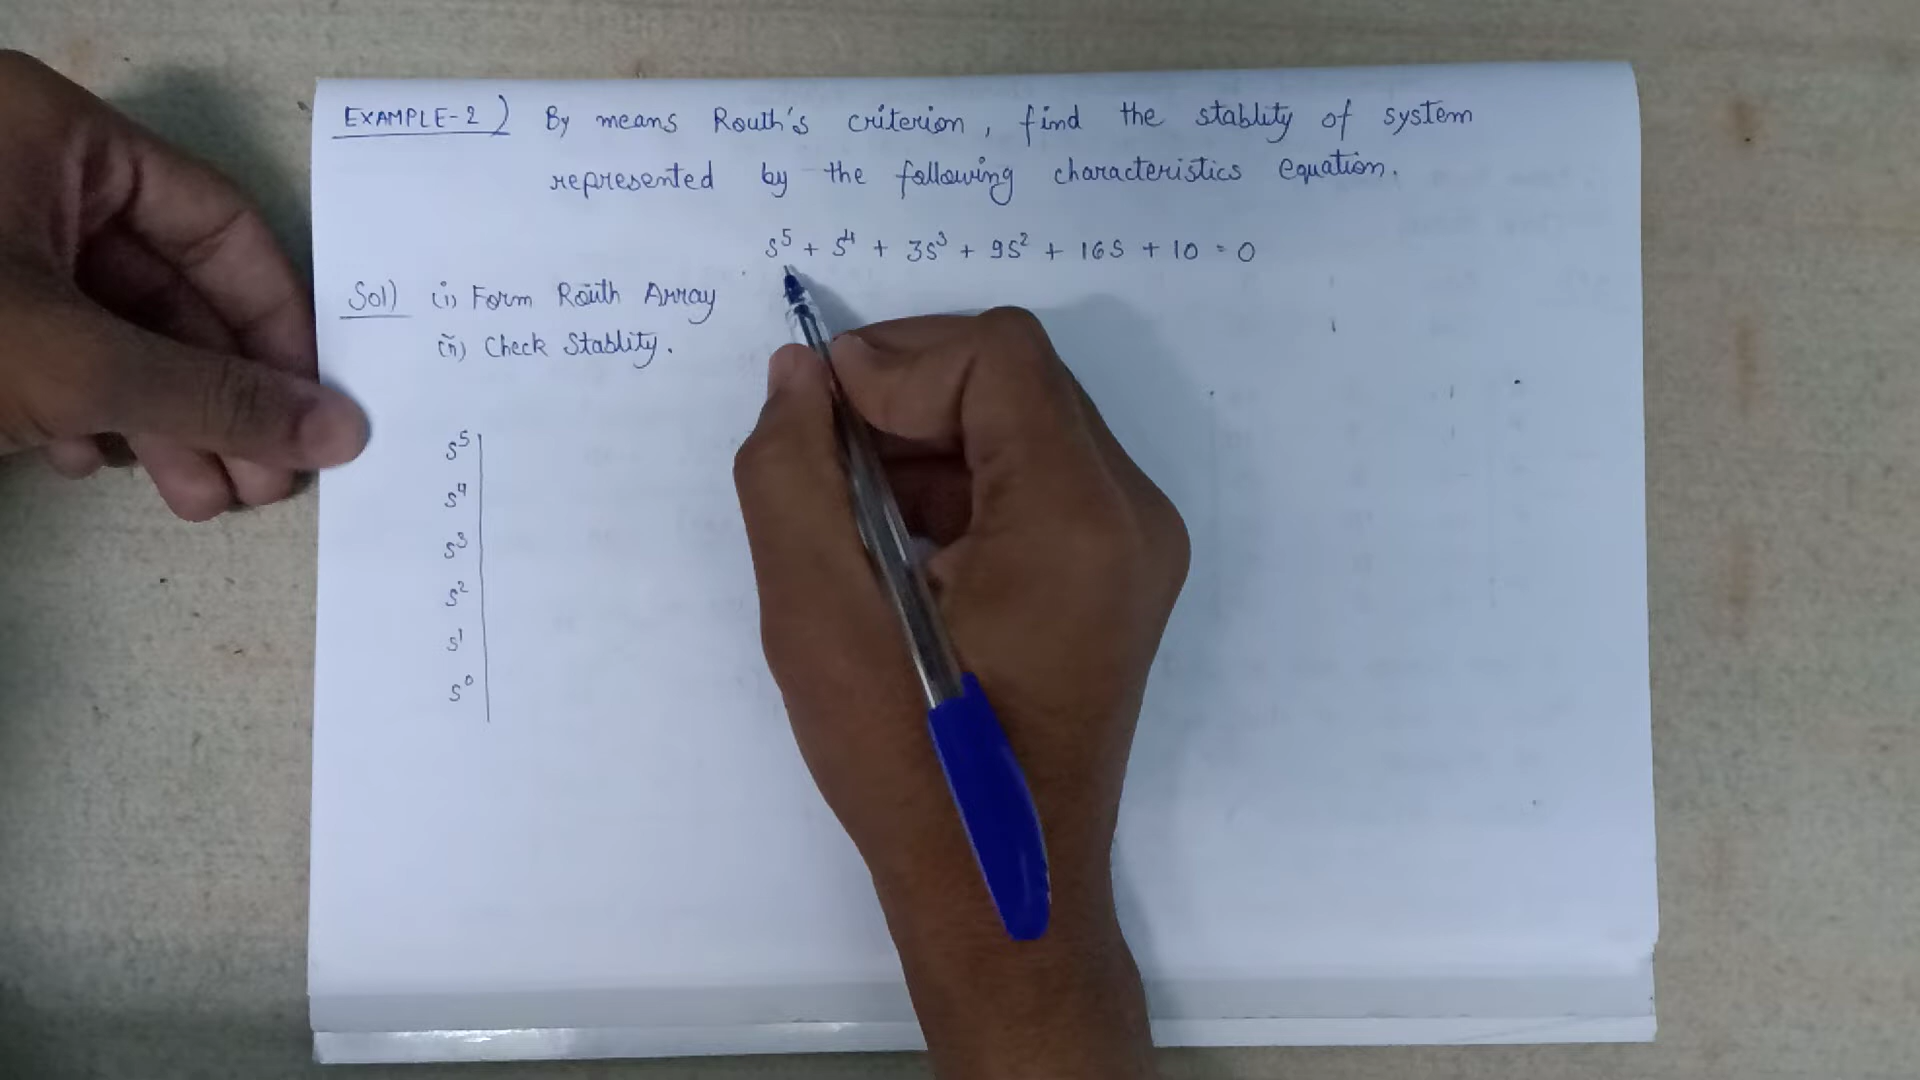 EXAMPLE-2) By means Routh's criterion, find the stablity of system
represented by the following characteristics equation.
s⁵ + s⁴ + 3s³ + 9s² + 16s + 10 = 0
Sol) (i) Form Routh Array
(ii) Check Stablity.
s⁵
s⁴
s³
s²
s¹
s⁰